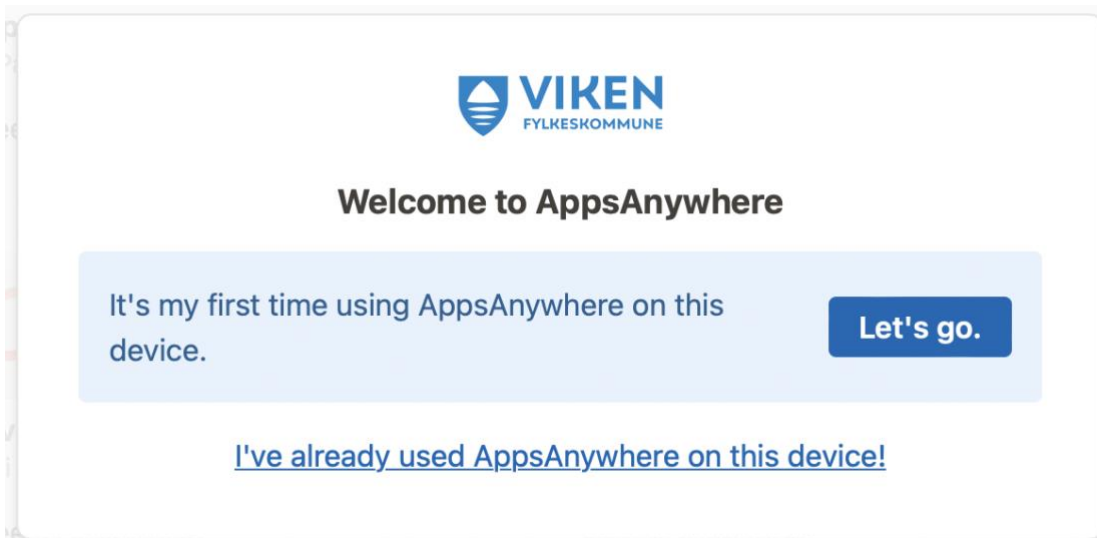 VIKEN
FYLKESKOMMUNE
Welcome to AppsAnywhere
It's my first time using AppsAnywhere on this
device.
Let's go.
I've already used AppsAnywhere on this device!